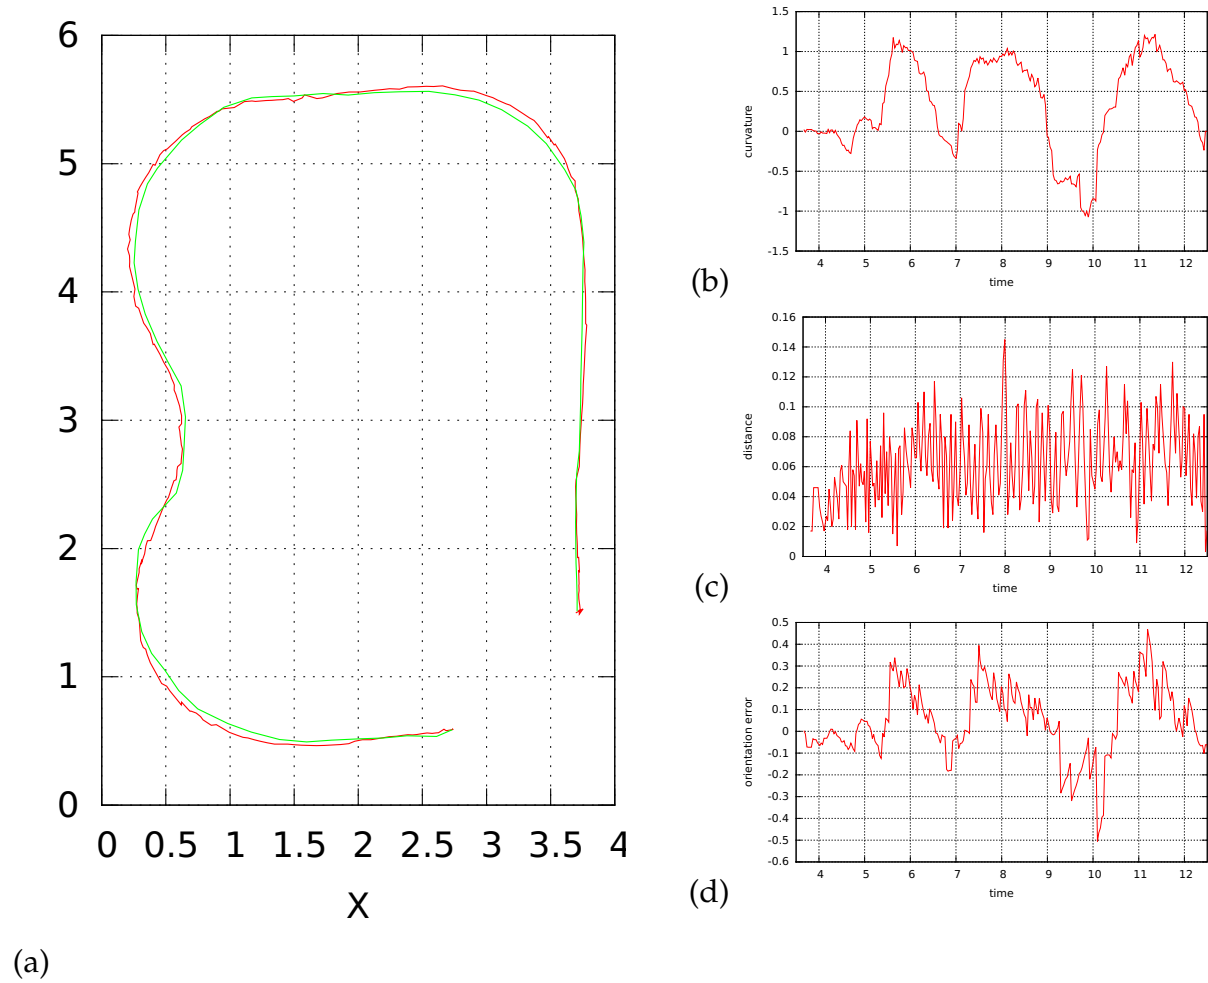 6
5
4
3
2
1
0
0 0.5 1 1.5 2 2.5 3 3.5 4
X
(a)
1.5
1
0.5
0
-0.5
-1
-1.5
4 5 6 7 8 9 10 11 12
curvature
time
(b)
0.16
0.14
0.12
0.1
0.08
0.06
0.04
0.02
0
4 5 6 7 8 9 10 11 12
distance
time
(c)
0.5
0.4
0.3
0.2
0.1
0
-0.1
-0.2
-0.3
-0.4
-0.5
-0.6
4 5 6 7 8 9 10 11 12
orientation error
time
(d)